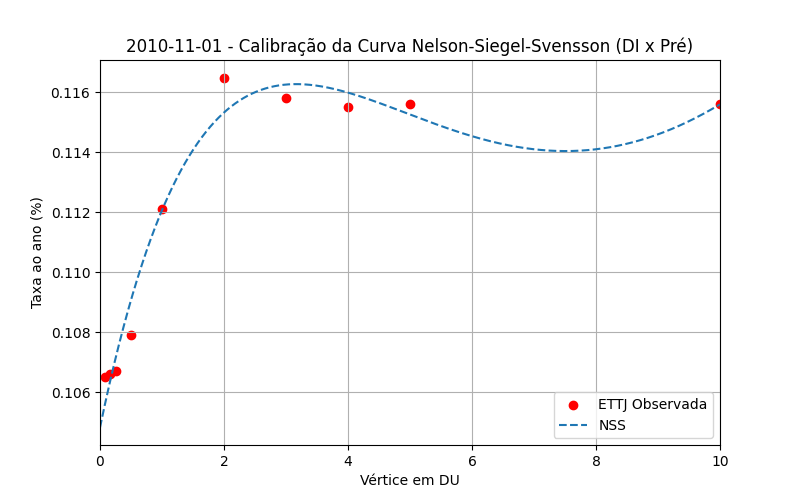 2010-11-01 - Calibração da Curva Nelson-Siegel-Svensson (DI x Pré)
Taxa ao ano (%)
0.116
0.114
0.112
0.110
0.108
0.106
0 2 4 6 8 10
Vértice em DU
ETTJ Observada
NSS